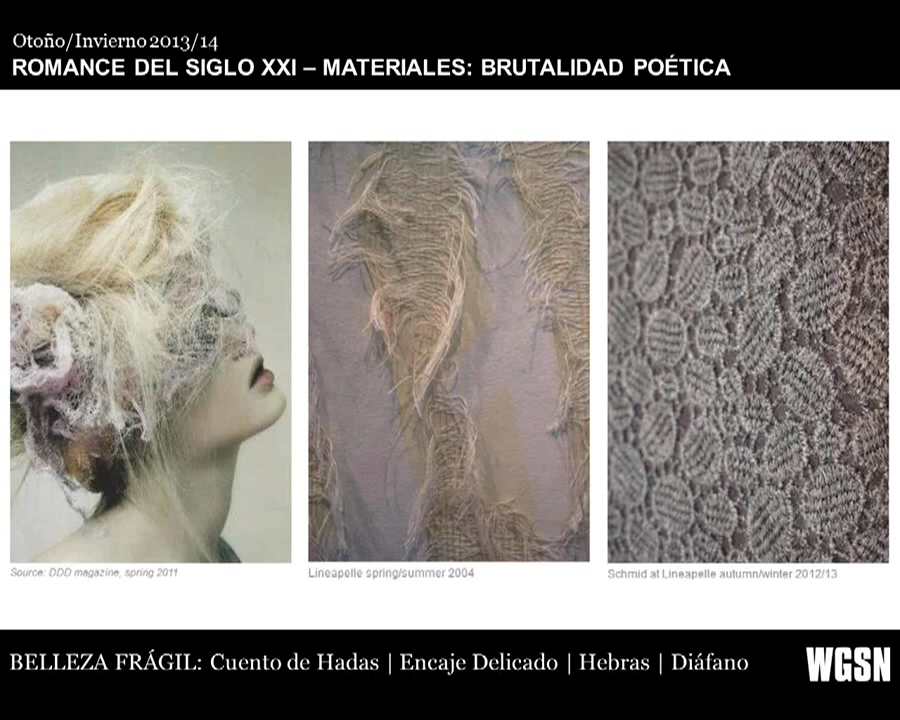 Otoño/Invierno 2013/14
ROMANCE DEL SIGLO XXI – MATERIALES: BRUTALIDAD POÉTICA
Source: DDD magazine, spring 2011
Lineapelle spring/summer 2004
Schmid at Lineapelle autumn/winter 2012/13
BELLEZA FRÁGIL: Cuento de Hadas | Encaje Delicado | Hebras | Diáfano
WGSN